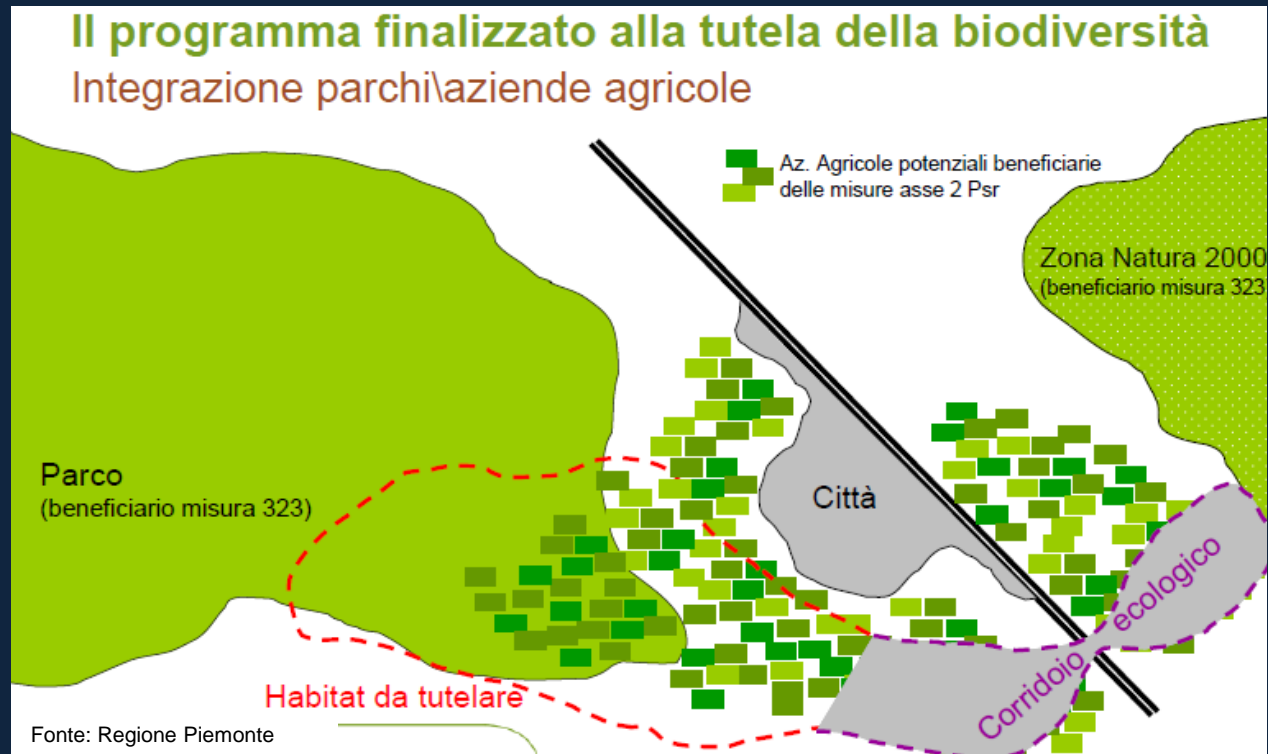 Il programma finalizzato alla tutela della biodiversità
Integrazione parchi\aziende agricole
Az. Agricole potenziali beneficiarie
delle misure asse 2 Psr
Zona Natura 2000
(beneficiario misura 323
Parco
(beneficiario misura 323)
Città
Corridoio ecologico
Habitat da tutelare
Fonte: Regione Piemonte